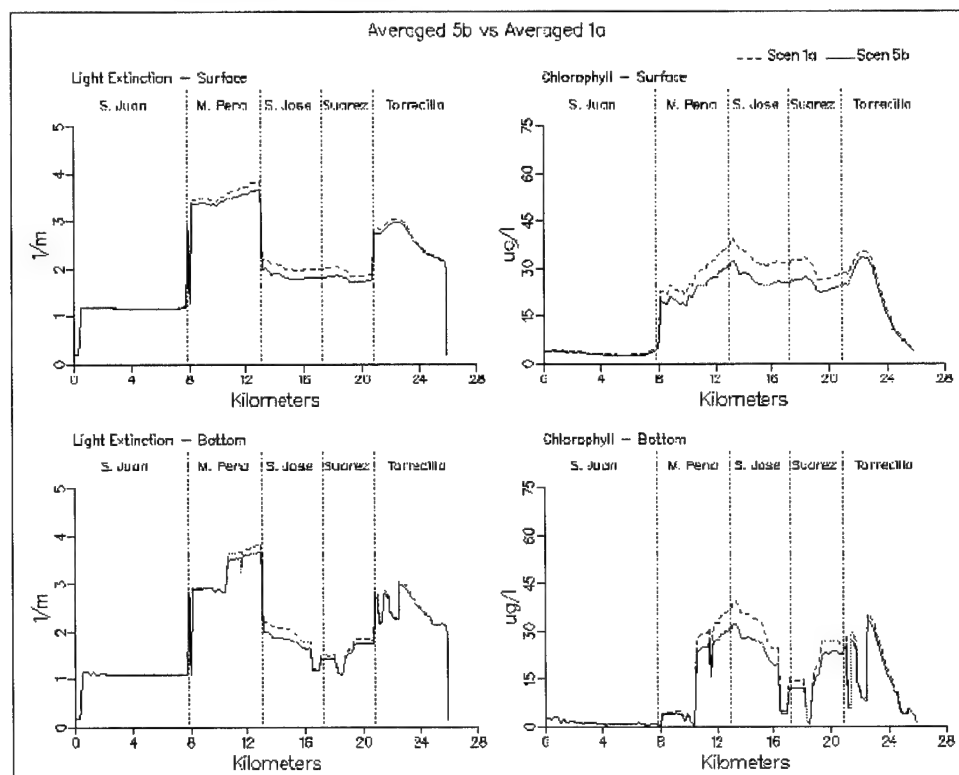 Averaged 5b vs Averaged 1a
--- Scen 1a —— Scen 5b
Light Extinction – Surface
S. Juan M. Pena S. Jose Suarez Torrecilla
5
4
3
2
1
0
1/m
0 4 8 12 16 20 24 28
Kilometers
Chlorophyll – Surface
S. Juan M. Pena S. Jose Suarez Torrecilla
75
60
45
30
15
0
ug/l
0 4 8 12 16 20 24 28
Kilometers
Light Extinction – Bottom
S. Juan M. Pena S. Jose Suarez Torrecilla
5
4
3
2
1
0
1/m
0 4 8 12 16 20 24 28
Kilometers
Chlorophyll – Bottom
S. Juan M. Pena S. Jose Suarez Torrecilla
75
60
45
30
15
0
ug/l
0 4 8 12 16 20 24 28
Kilometers